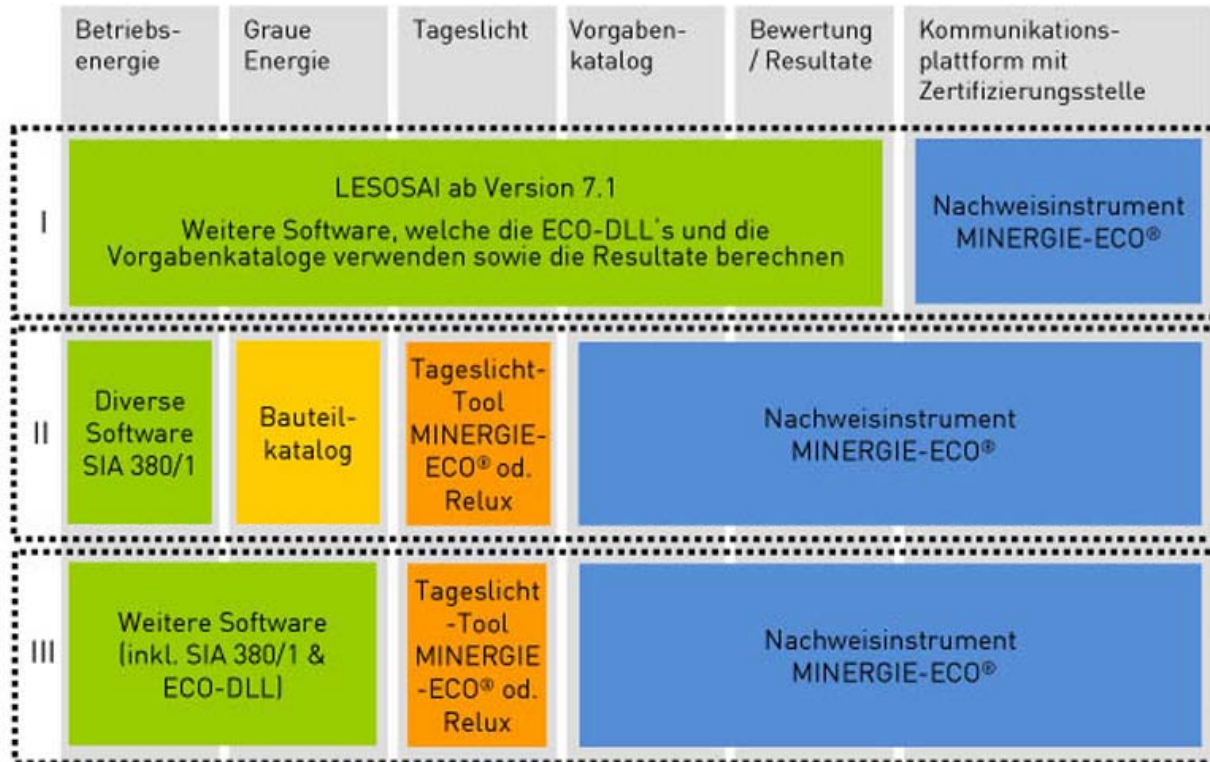 Betriebs-
energie
Graue
Energie
Tageslicht
Vorgaben-
katalog
Bewertung
/ Resultate
Kommunikations-
plattform mit
Zertifizierungsstelle
I
LESOSAI ab Version 7.1
Weitere Software, welche die ECO-DLL's und die
Vorgabenkataloge verwenden sowie die Resultate berechnen
Nachweisinstrument
MINERGIE-ECO®
II
Diverse
Software
SIA 380/1
Bauteil-
katalog
Tageslicht-
Tool
MINERGIE-
ECO® od.
Relux
Nachweisinstrument
MINERGIE-ECO®
III
Weitere Software
(inkl. SIA 380/1 &
ECO-DLL)
Tageslicht
-Tool
MINERGIE
-ECO® od.
Relux
Nachweisinstrument
MINERGIE-ECO®